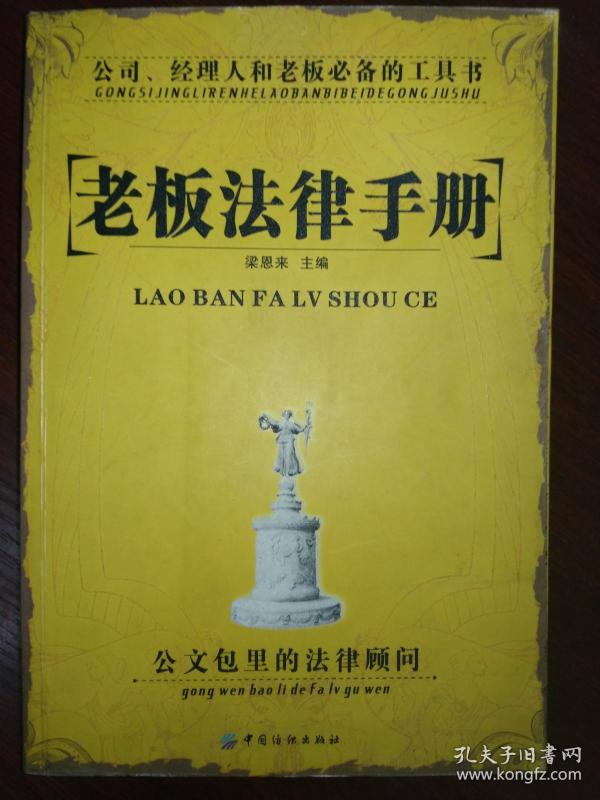 公司、经理人和老板必备的工具书
GONGSIJINGLIRENHELAOBANBIBEIDEGONGJUSHU
老板法律手册
梁恩来 主编
LAO BAN FA LV SHOU CE
公文包里的法律顾问
gong wen bao li de Fa lv gu wen
中国纺织出版社
孔夫子旧书网
www.kongfz.com